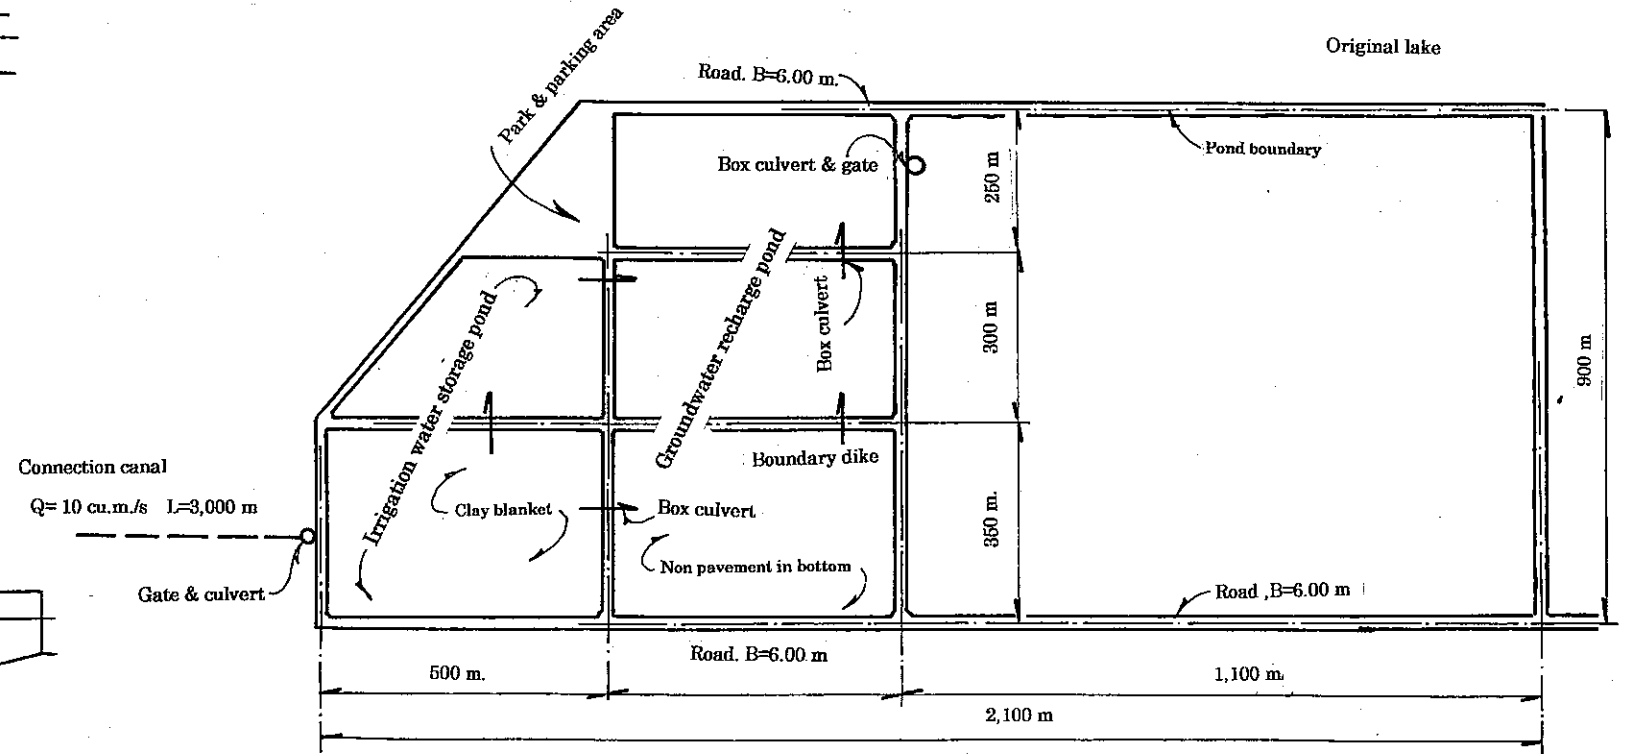 Park & parking area
Original lake
Road. B=6.00 m.
Box culvert & gate
Pond boundary
250 m
Irrigation water storage pond
Groundwater recharge pond
Box culvert
300 m
900 m
Connection canal
Q= 10 cu.m./s L=3,000 m
Boundary dike
Clay blanket
Box culvert
350 m.
Non pavement in bottom
Gate & culvert
Road ,B=6.00 m
Road. B=6.00 m
500 m.
1,100 m.
2,100 m